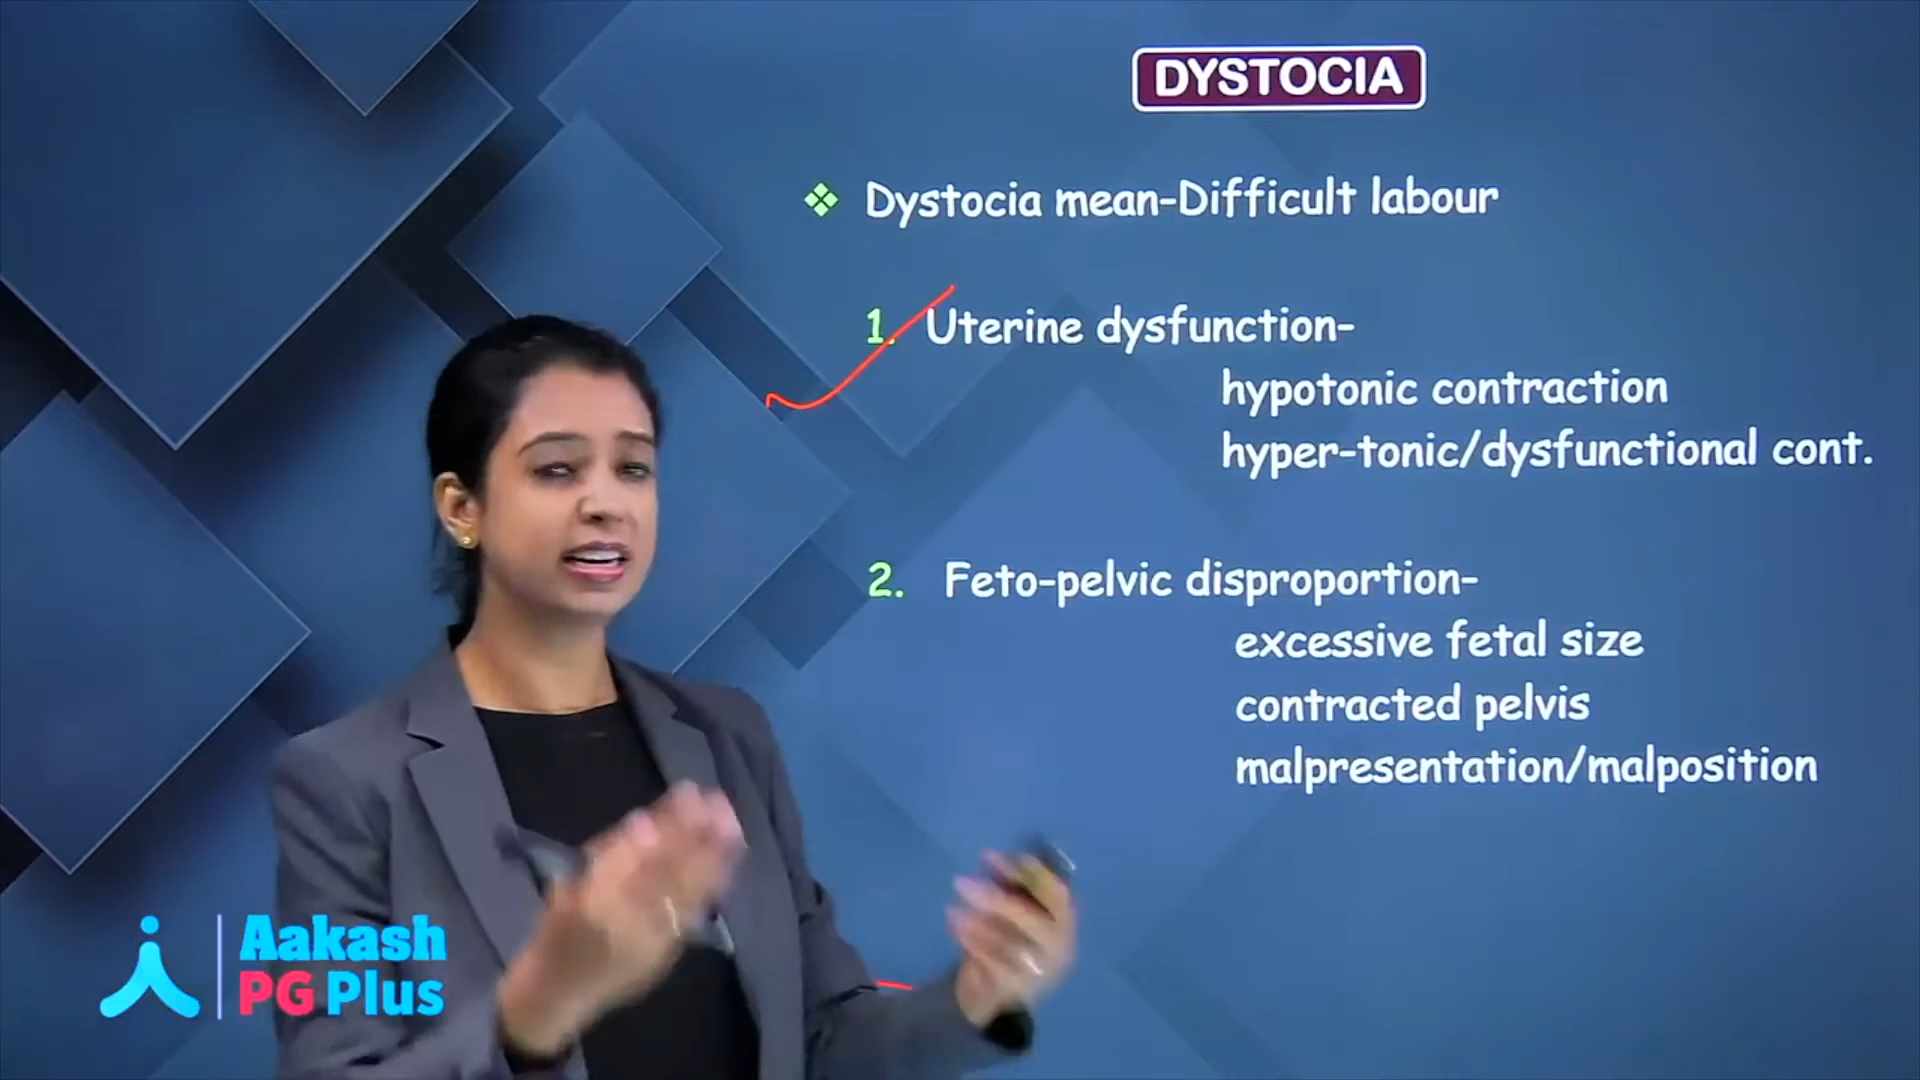 DYSTOCIA
❖ Dystocia mean-Difficult labour
1. Uterine dysfunction-
hypotonic contraction
hyper-tonic/dysfunctional cont.
2. Feto-pelvic disproportion-
excessive fetal size
contracted pelvis
malpresentation/malposition
Aakash
PG Plus